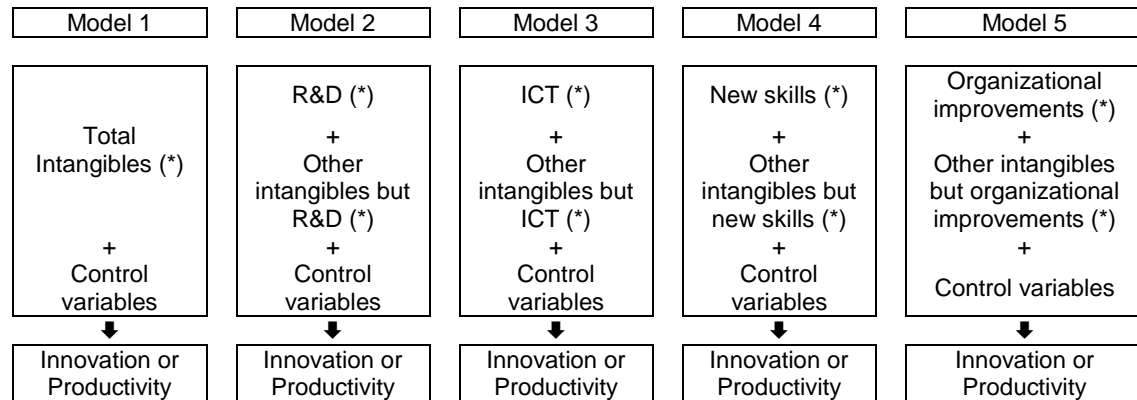 Model 1
Model 2
Model 3
Model 4
Model 5
Total
Intangibles (*)
+
Control
variables
R&D (*)
+
Other
intangibles but
R&D (*)
+
Control
variables
ICT (*)
+
Other
intangibles but
ICT (*)
+
Control
variables
New skills (*)
+
Other
intangibles but
new skills (*)
+
Control
variables
Organizational
improvements (*)
+
Other intangibles
but organizational
improvements (*)
+
Control variables
Innovation or
Productivity
Innovation or
Productivity
Innovation or
Productivity
Innovation or
Productivity
Innovation or
Productivity